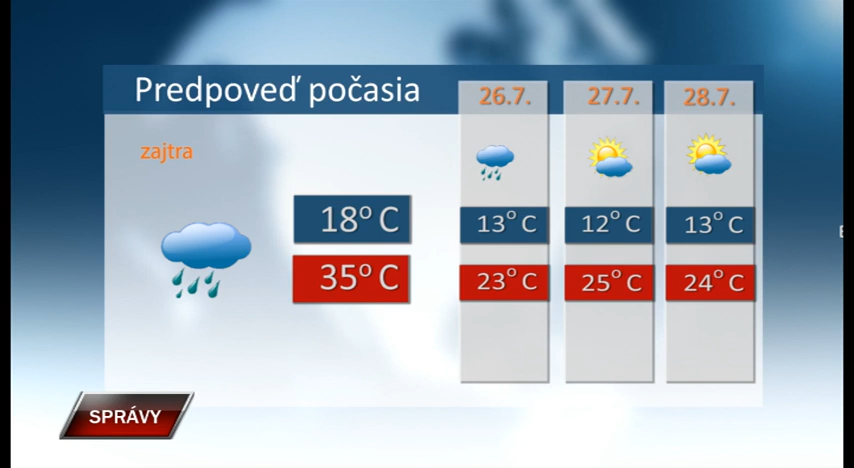 Predpoveď počasia
zajtra
18° C
35° C
26.7.
13° C
23° C
27.7.
12° C
25° C
28.7.
13° C
24° C
SPRÁVY